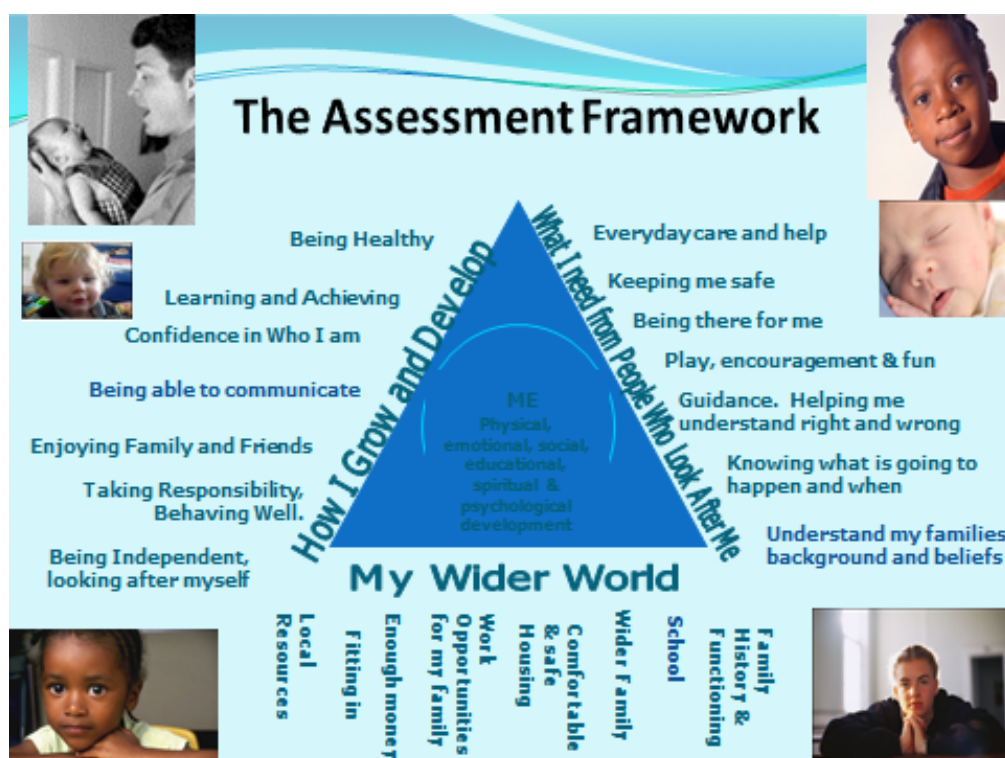 The Assessment Framework
Being Healthy
Learning and Achieving
Confidence in Who I am
Being able to communicate
Enjoying Family and Friends
Taking Responsibility,
Behaving Well.
Being Independent,
looking after myself
How I Grow and Develop
ME
Physical,
emotional, social,
educational,
spiritual &
psychological
development
What I need from People Who Look After Me
Everyday care and help
Keeping me safe
Being there for me
Play, encouragement & fun
Guidance. Helping me
understand right and wrong
Knowing what is going to
happen and when
Understand my families
background and beliefs
My Wider World
Local
Resources
Fitting in
Enough money
for my family
Work
Opportunities
Comfortable
& safe
Housing
Wider Family
School
Family
History &
Functioning